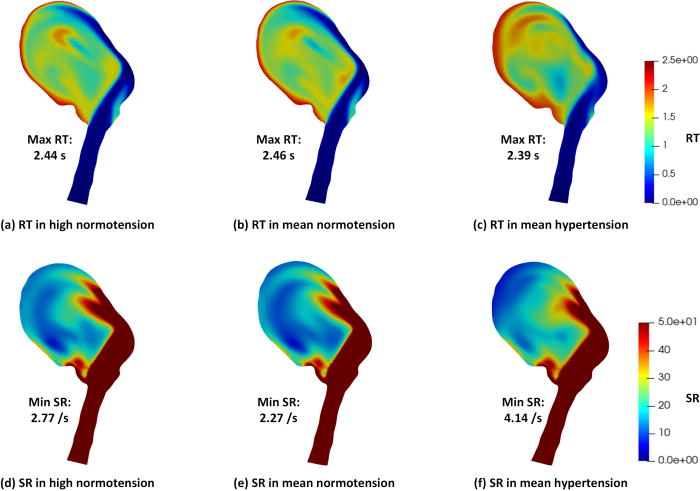 Max RT:
2.44 s
Max RT:
2.46 s
Max RT:
2.39 s
2.5e+00
2
1.5
1
0.5
0.0e+00
RT
(a) RT in high normotension
(b) RT in mean normotension
(c) RT in mean hypertension
Min SR:
2.77 /s
Min SR:
2.27 /s
Min SR:
4.14 /s
5.0e+01
40
30
20
10
0.0e+00
SR
(d) SR in high normotension
(e) SR in mean normotension
(f) SR in mean hypertension